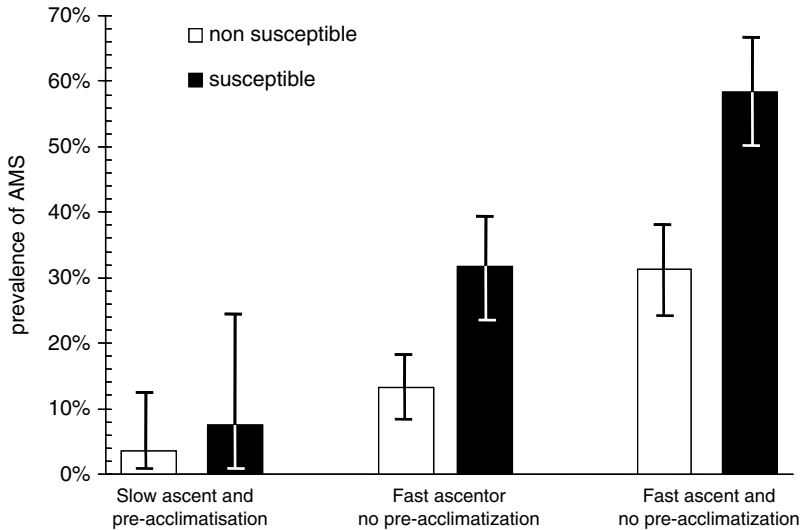 70%
non susceptible
susceptible
60%
50%
40%
30%
20%
10%
0%
prevalence of AMS
Slow ascent and
pre-acclimatisation
Fast ascentor
no pre-acclimatization
Fast ascent and
no pre-acclimatization